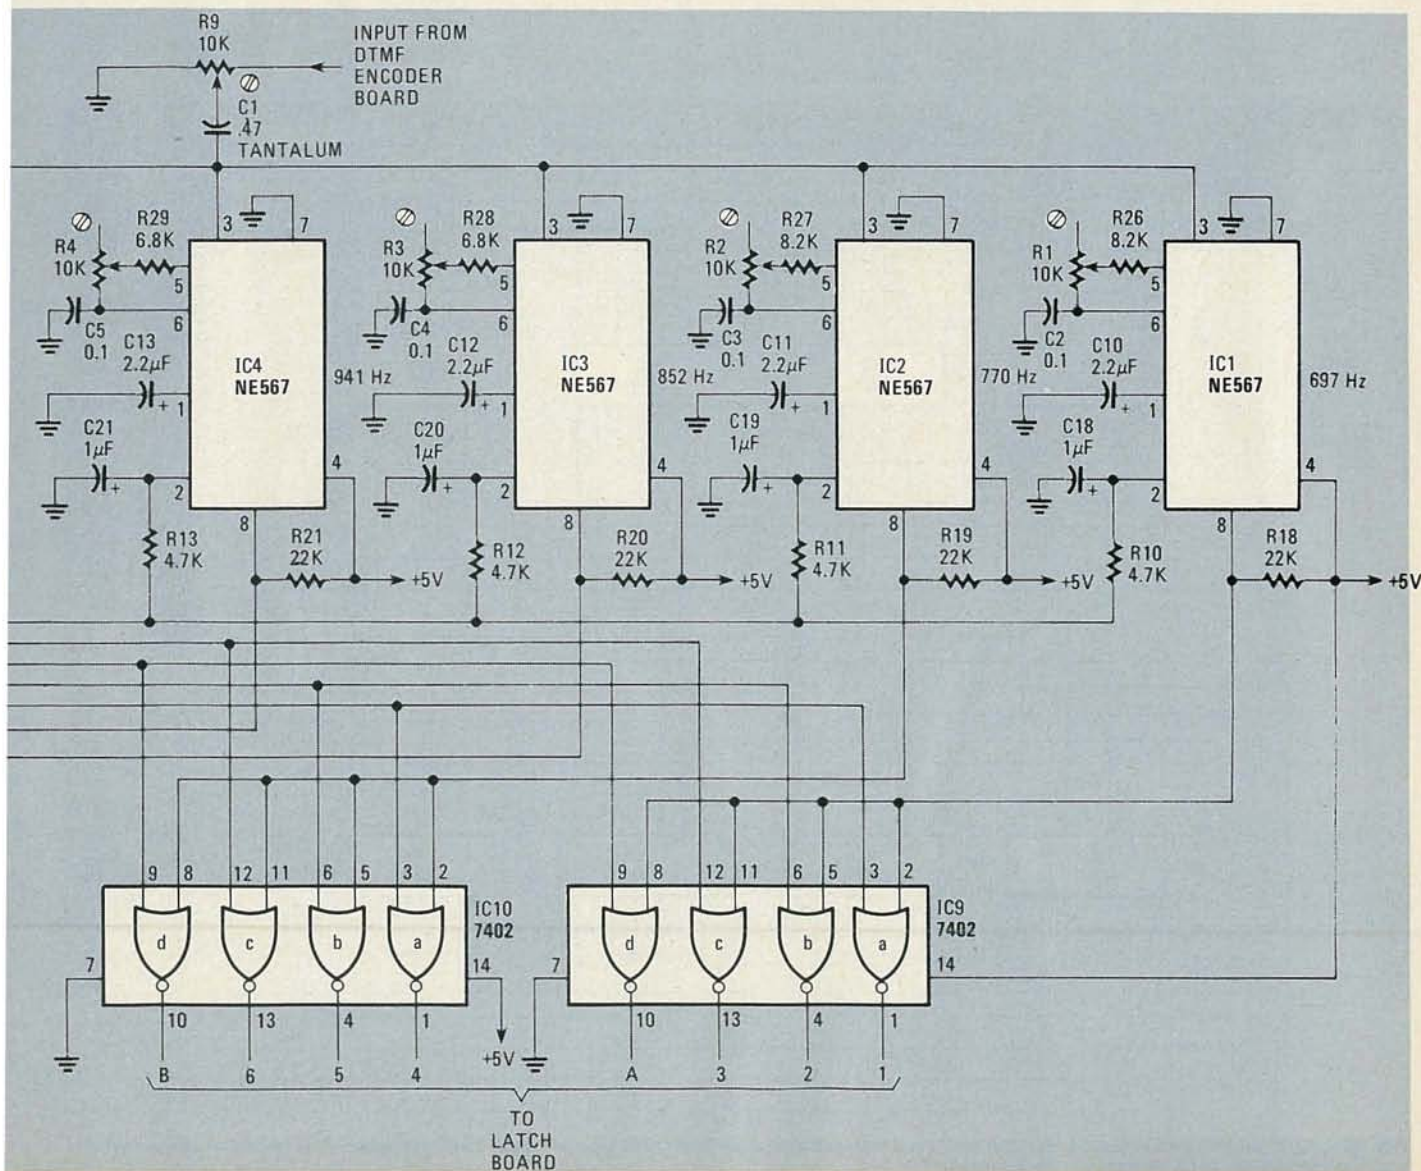 R9
10K
INPUT FROM
DTMF
ENCODER
BOARD
C1
.47
TANTALUM
3
7
R29
6.8K
R4
10K
5
6
C5
0.1
C13
2.2µF
1
IC4
NE567
941 Hz
C21
1µF
2
4
8
R13
4.7K
R21
22K
+5V
3
7
R28
6.8K
R3
10K
5
6
C4
0.1
C12
2.2µF
1
IC3
NE567
852 Hz
C20
1µF
2
4
8
R12
4.7K
R20
22K
+5V
3
7
R27
8.2K
R2
10K
5
6
C3
0.1
C11
2.2µF
1
IC2
NE567
770 Hz
C19
1µF
2
4
8
R11
4.7K
R19
22K
+5V
3
7
R26
8.2K
R1
10K
5
6
C2
0.1
C10
2.2µF
1
IC1
NE567
697 Hz
C18
1µF
2
4
8
R10
4.7K
R18
22K
+5V
9 8 12 11 6 5 3 2
IC10
7402
d c b a
7
14
10 13 4 1
+5V
B 6 5 4
9 8 12 11 6 5 3 2
IC9
7402
d c b a
7
14
10 13 4 1
A 3 2 1
TO
LATCH
BOARD